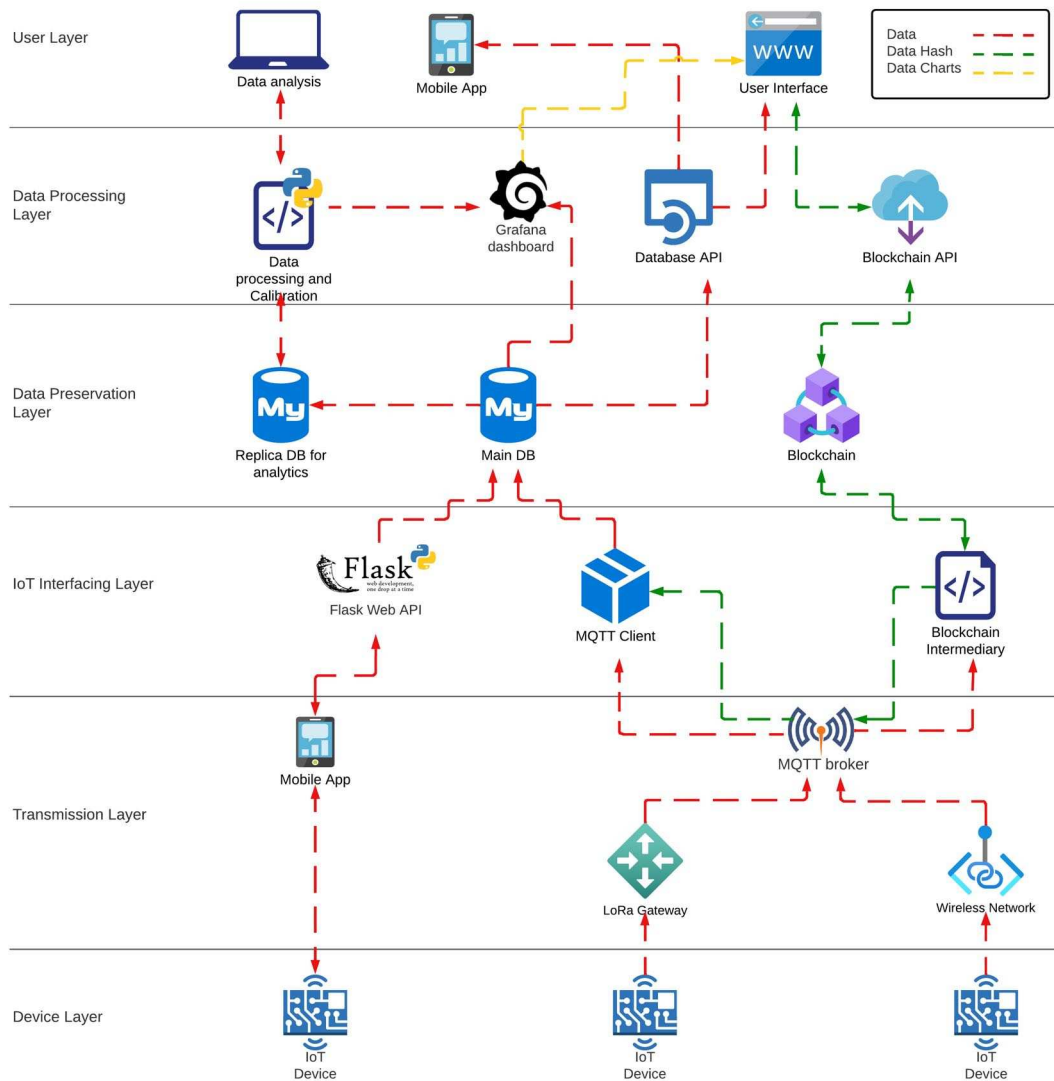 User Layer
Data analysis
Mobile App
WWW
User Interface
Data
Data Hash
Data Charts
Data Processing
Layer
</>
Data
processing and
Calibration
Grafana
dashboard
Database API
Blockchain API
Data Preservation
Layer
My
Replica DB for
analytics
My
Main DB
Blockchain
IoT Interfacing Layer
Flask
web development,
one drop at a time
Flask Web API
MQTT Client
</>
Blockchain
Intermediary
Transmission Layer
Mobile App
MQTT broker
LoRa Gateway
Wireless Network
Device Layer
IoT
Device
IoT
Device
IoT
Device